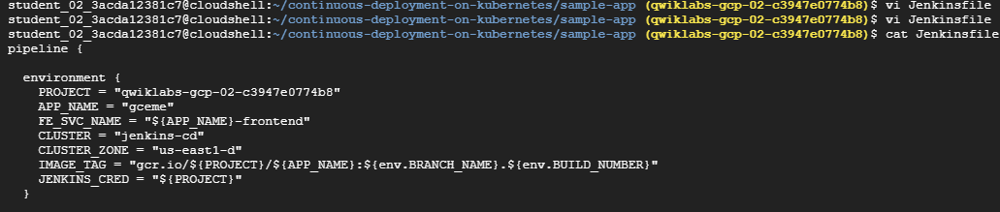 student_02_3acda12381c7@cloudshell:~/continuous-deployment-on-kubernetes/sample-app (qwiklabs-gcp-02-c3947e0774b8)$ vi Jenkinsfile
student_02_3acda12381c7@cloudshell:~/continuous-deployment-on-kubernetes/sample-app (qwiklabs-gcp-02-c3947e0774b8)$ vi Jenkinsfile
student_02_3acda12381c7@cloudshell:~/continuous-deployment-on-kubernetes/sample-app (qwiklabs-gcp-02-c3947e0774b8)$ cat Jenkinsfile
pipeline {
  environment {
    PROJECT = "qwiklabs-gcp-02-c3947e0774b8"
    APP_NAME = "gceme"
    FE_SVC_NAME = "${APP_NAME}-frontend"
    CLUSTER = "jenkins-cd"
    CLUSTER_ZONE = "us-east1-d"
    IMAGE_TAG = "gcr.io/${PROJECT}/${APP_NAME}:${env.BRANCH_NAME}.${env.BUILD_NUMBER}"
    JENKINS_CRED = "${PROJECT}"
  }